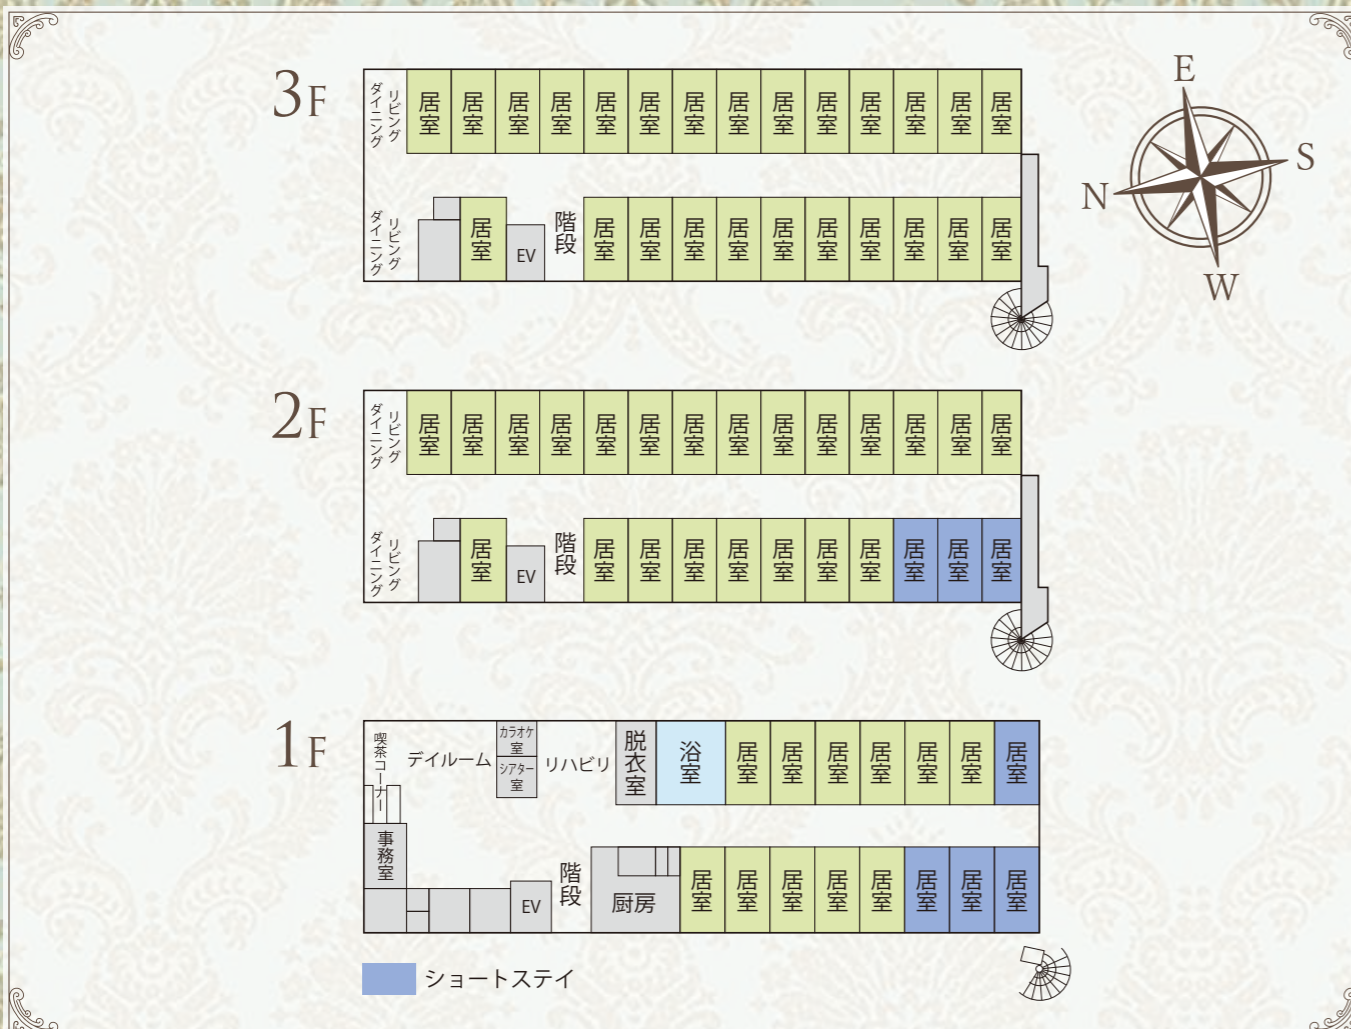 3F
リビング
ダイニング
居室
居室
居室
居室
居室
居室
居室
居室
居室
居室
居室
居室
居室
居室
リビング
ダイニング
居室
EV
階段
居室
居室
居室
居室
居室
居室
居室
居室
居室
居室
E
S
N
W
2F
リビング
ダイニング
居室
居室
居室
居室
居室
居室
居室
居室
居室
居室
居室
居室
居室
居室
リビング
ダイニング
居室
EV
階段
居室
居室
居室
居室
居室
居室
居室
居室
居室
居室
1F
喫茶コーナー
デイルーム
カラオケ
室
シアター
室
リハビリ
脱衣室
浴室
居室
居室
居室
居室
居室
居室
居室
事務室
EV
階段
厨房
居室
居室
居室
居室
居室
居室
居室
居室
ショートステイ